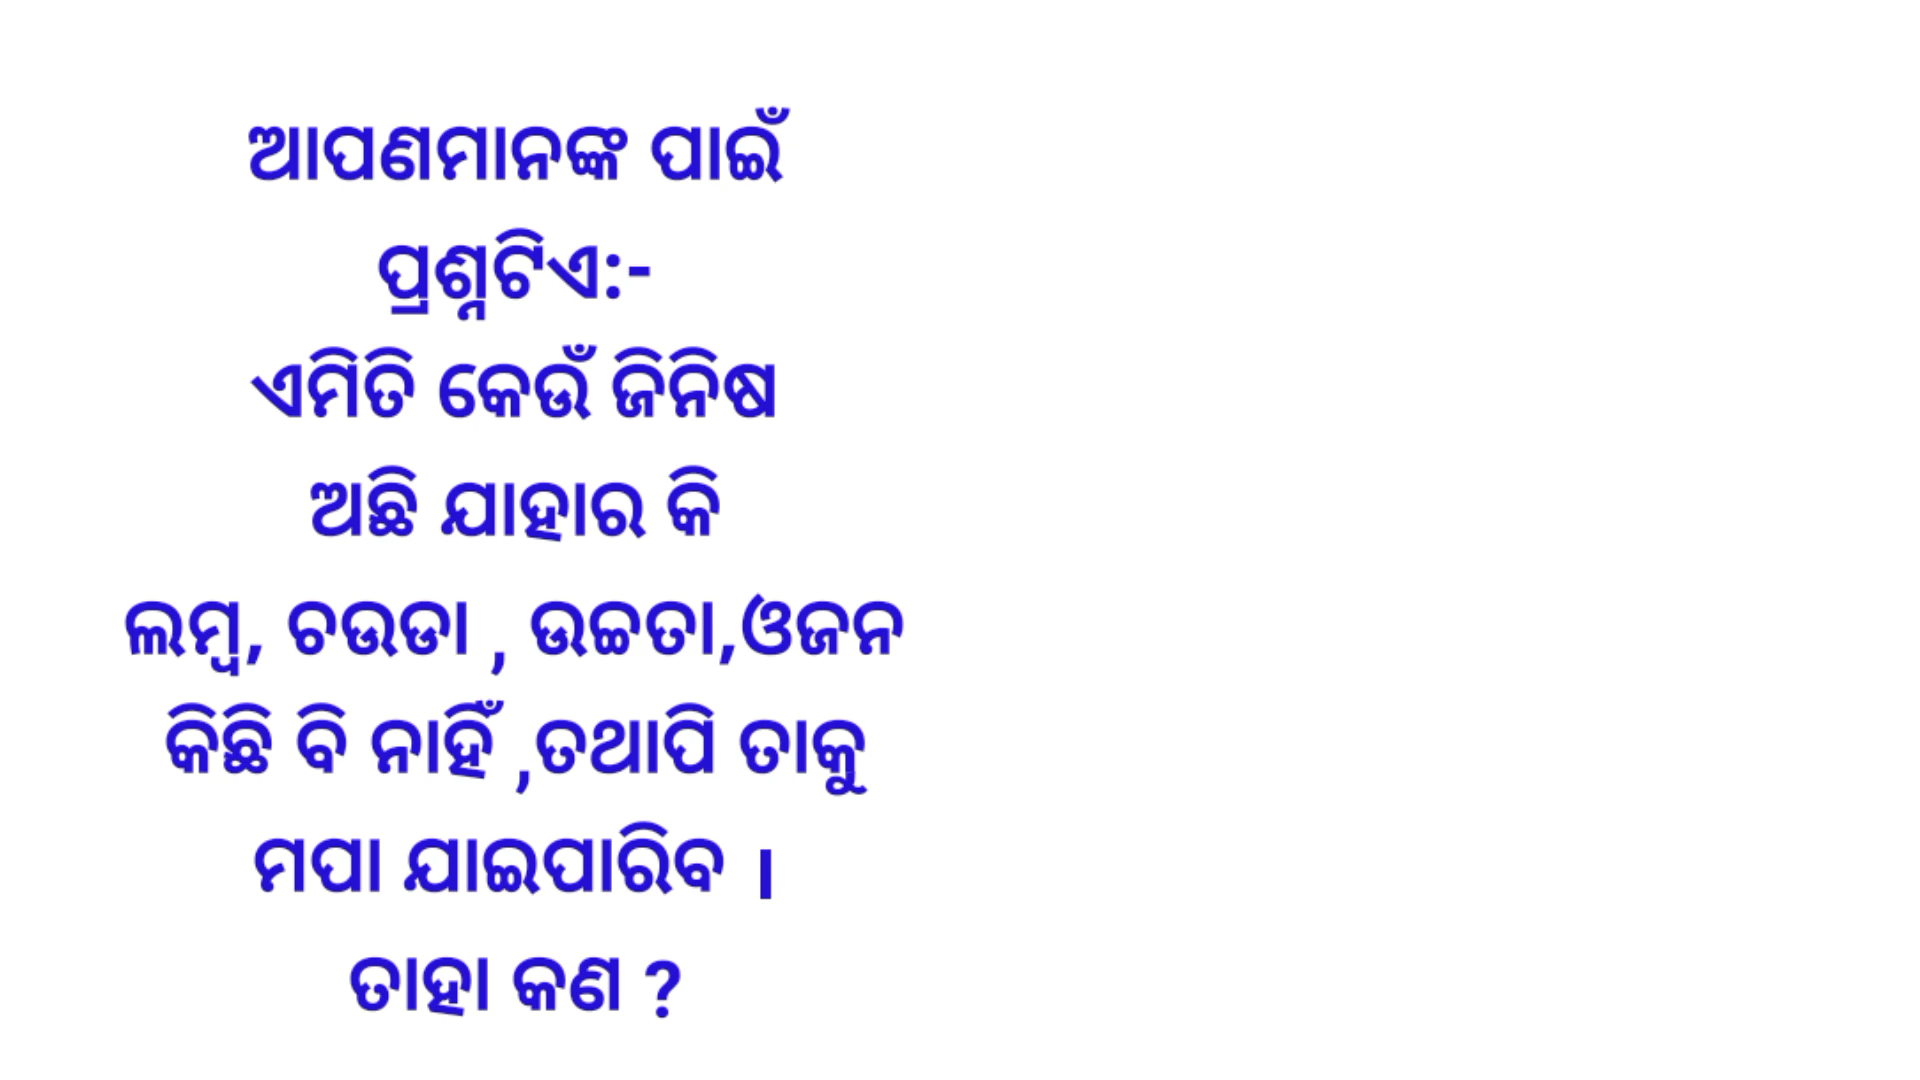 ଆପଣମାନଙ୍କ ପାଇଁ
ପ୍ରଶ୍ନଟିଏ:-
ଏମିତି କେଉଁ ଜିନିଷ
ଅଛି ଯାହାର କି
ଲମ୍ବ, ଚଉଡା , ଉଚ୍ଚତା,ଓଜନ
କିଛି ବି ନାହିଁ ,ତଥାପି ତାକୁ
ମପା ଯାଇପାରିବ ।
ତାହା କଣ ?